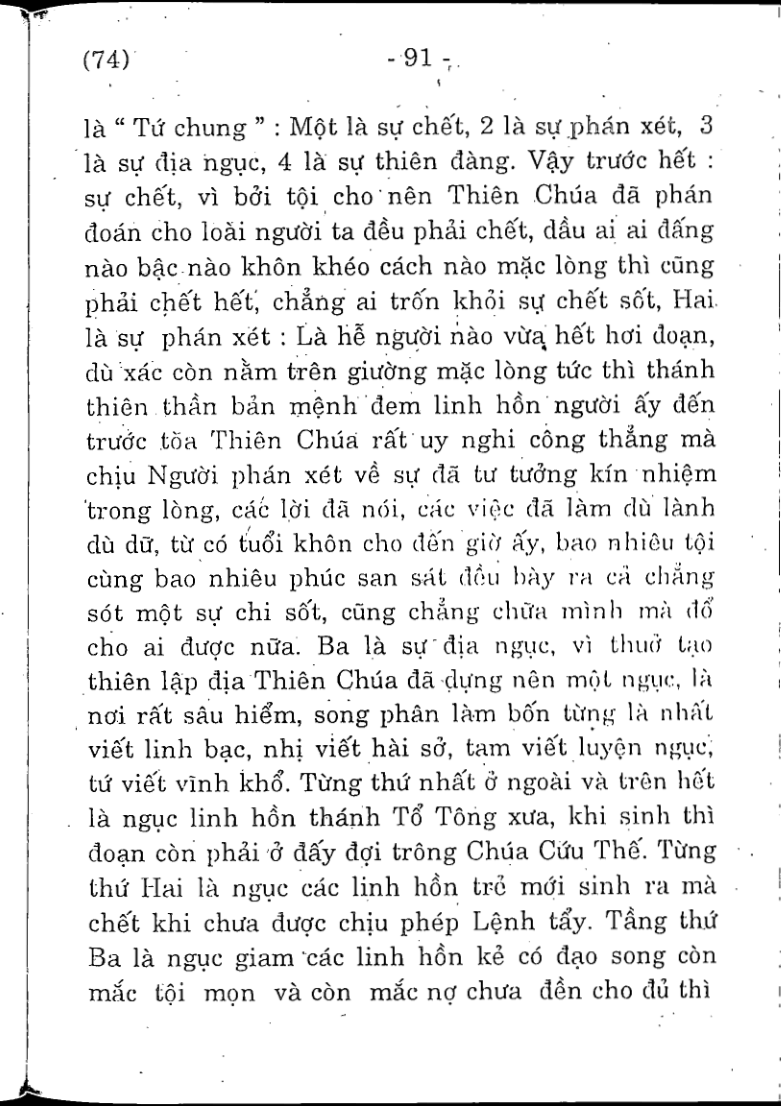 (74) - 91 -
là “ Tứ chung ” : Một là sự chết, 2 là sự phán xét, 3
là sự địa ngục, 4 là sự thiên đàng. Vậy trước hết :
sự chết, vì bởi tội cho nên Thiên Chúa đã phán
đoán cho loài người ta đều phải chết, dầu ai ai đấng
nào bậc nào khôn khéo cách nào mặc lòng thì cũng
phải chết hết, chẳng ai trốn khỏi sự chết sốt, Hai
là sự phán xét : Là hễ người nào vừa hết hơi đoạn,
dù xác còn nằm trên giường mặc lòng tức thì thánh
thiên thần bản mệnh đem linh hồn người ấy đến
trước tòa Thiên Chúa rất uy nghi công thẳng mà
chịu Người phán xét về sự đã tư tưởng kín nhiệm
trong lòng, các lời đã nói, các việc đã làm dù lành
dù dữ, từ có tuổi khôn cho đến giờ ấy, bao nhiêu tội
cùng bao nhiêu phúc san sát đều bày ra cả chẳng
sót một sự chi sốt, cũng chẳng chữa mình mà đổ
cho ai được nữa. Ba là sự địa ngục, vì thuở tạo
thiên lập địa Thiên Chúa đã dựng nên một ngục, là
nơi rất sâu hiểm, song phân làm bốn từng là nhất
viết linh bạc, nhị viết hài sở, tam viết luyện ngục,
tứ viết vĩnh khổ. Từng thứ nhất ở ngoài và trên hết
là ngục linh hồn thánh Tổ Tông xưa, khi sinh thì
đoạn còn phải ở đấy đợi trông Chúa Cứu Thế. Từng
thứ Hai là ngục các linh hồn trẻ mới sinh ra mà
chết khi chưa được chịu phép Lệnh tẩy. Tầng thứ
Ba là ngục giam các linh hồn kẻ có đạo song còn
mắc tội mọn và còn mắc nợ chưa đền cho đủ thì